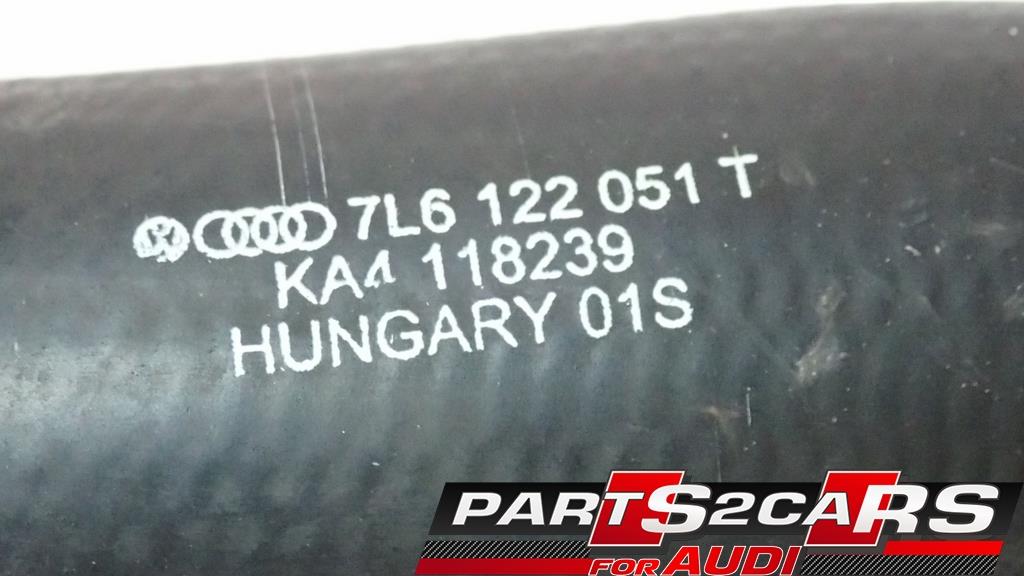 7L6 122 051 T
KA4 118239
HUNGARY 01S
PARTS2CARS
FOR AUDI